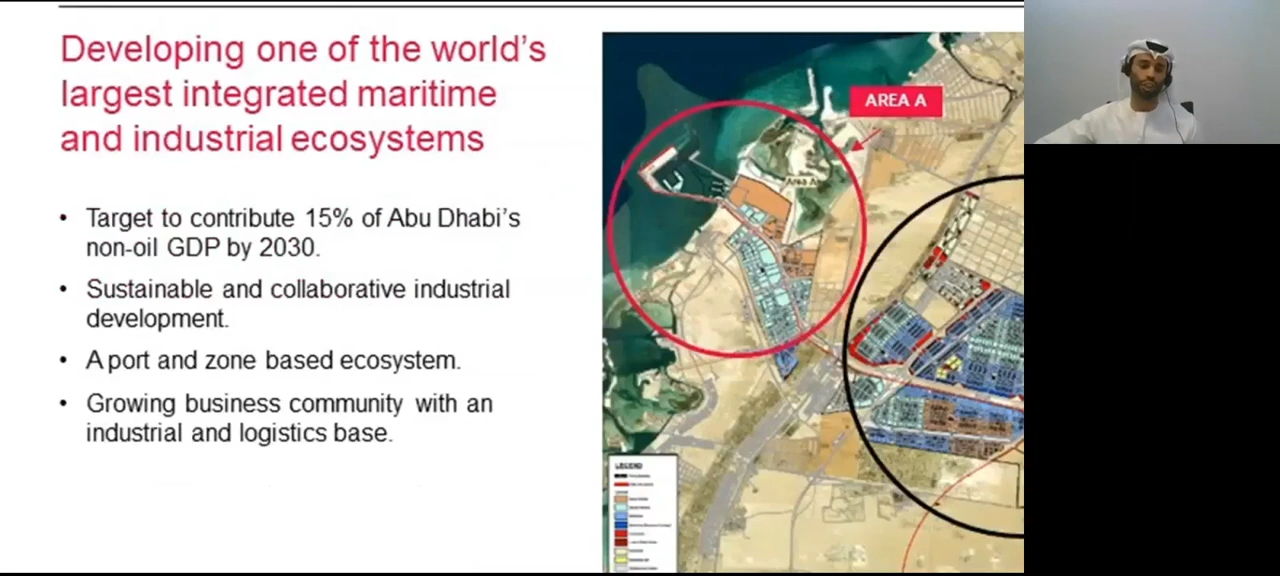 Developing one of the world's
largest integrated maritime
and industrial ecosystems
• Target to contribute 15% of Abu Dhabi's
non-oil GDP by 2030.
• Sustainable and collaborative industrial
development.
• A port and zone based ecosystem.
• Growing business community with an
industrial and logistics base.
AREA A
Area A
LEGEND